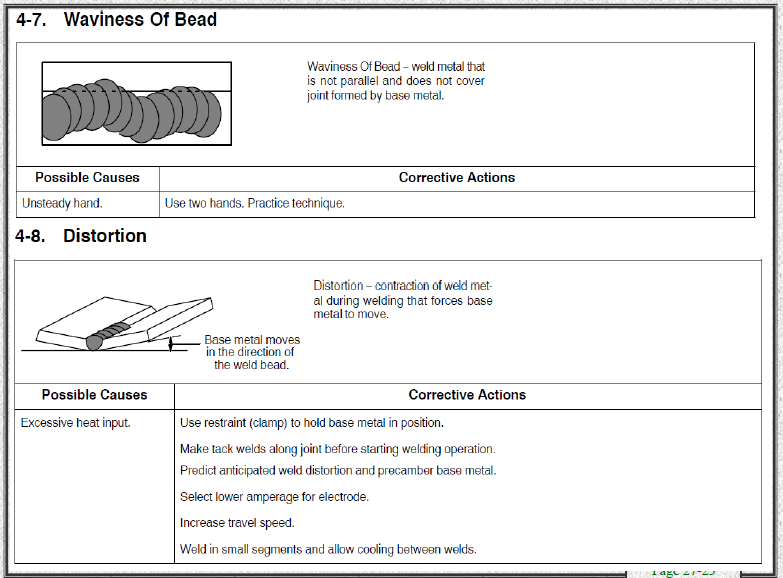 4-7. Waviness Of Bead
Waviness Of Bead – weld metal that
is not parallel and does not cover
joint formed by base metal.
Possible Causes Corrective Actions
Unsteady hand. Use two hands. Practice technique.
4-8. Distortion
Distortion – contraction of weld met-
al during welding that forces base
metal to move.
Base metal moves
in the direction of
the weld bead.
Possible Causes Corrective Actions
Excessive heat input. Use restraint (clamp) to hold base metal in position.
Make tack welds along joint before starting welding operation.
Predict anticipated weld distortion and precamber base metal.
Select lower amperage for electrode.
Increase travel speed.
Weld in small segments and allow cooling between welds.